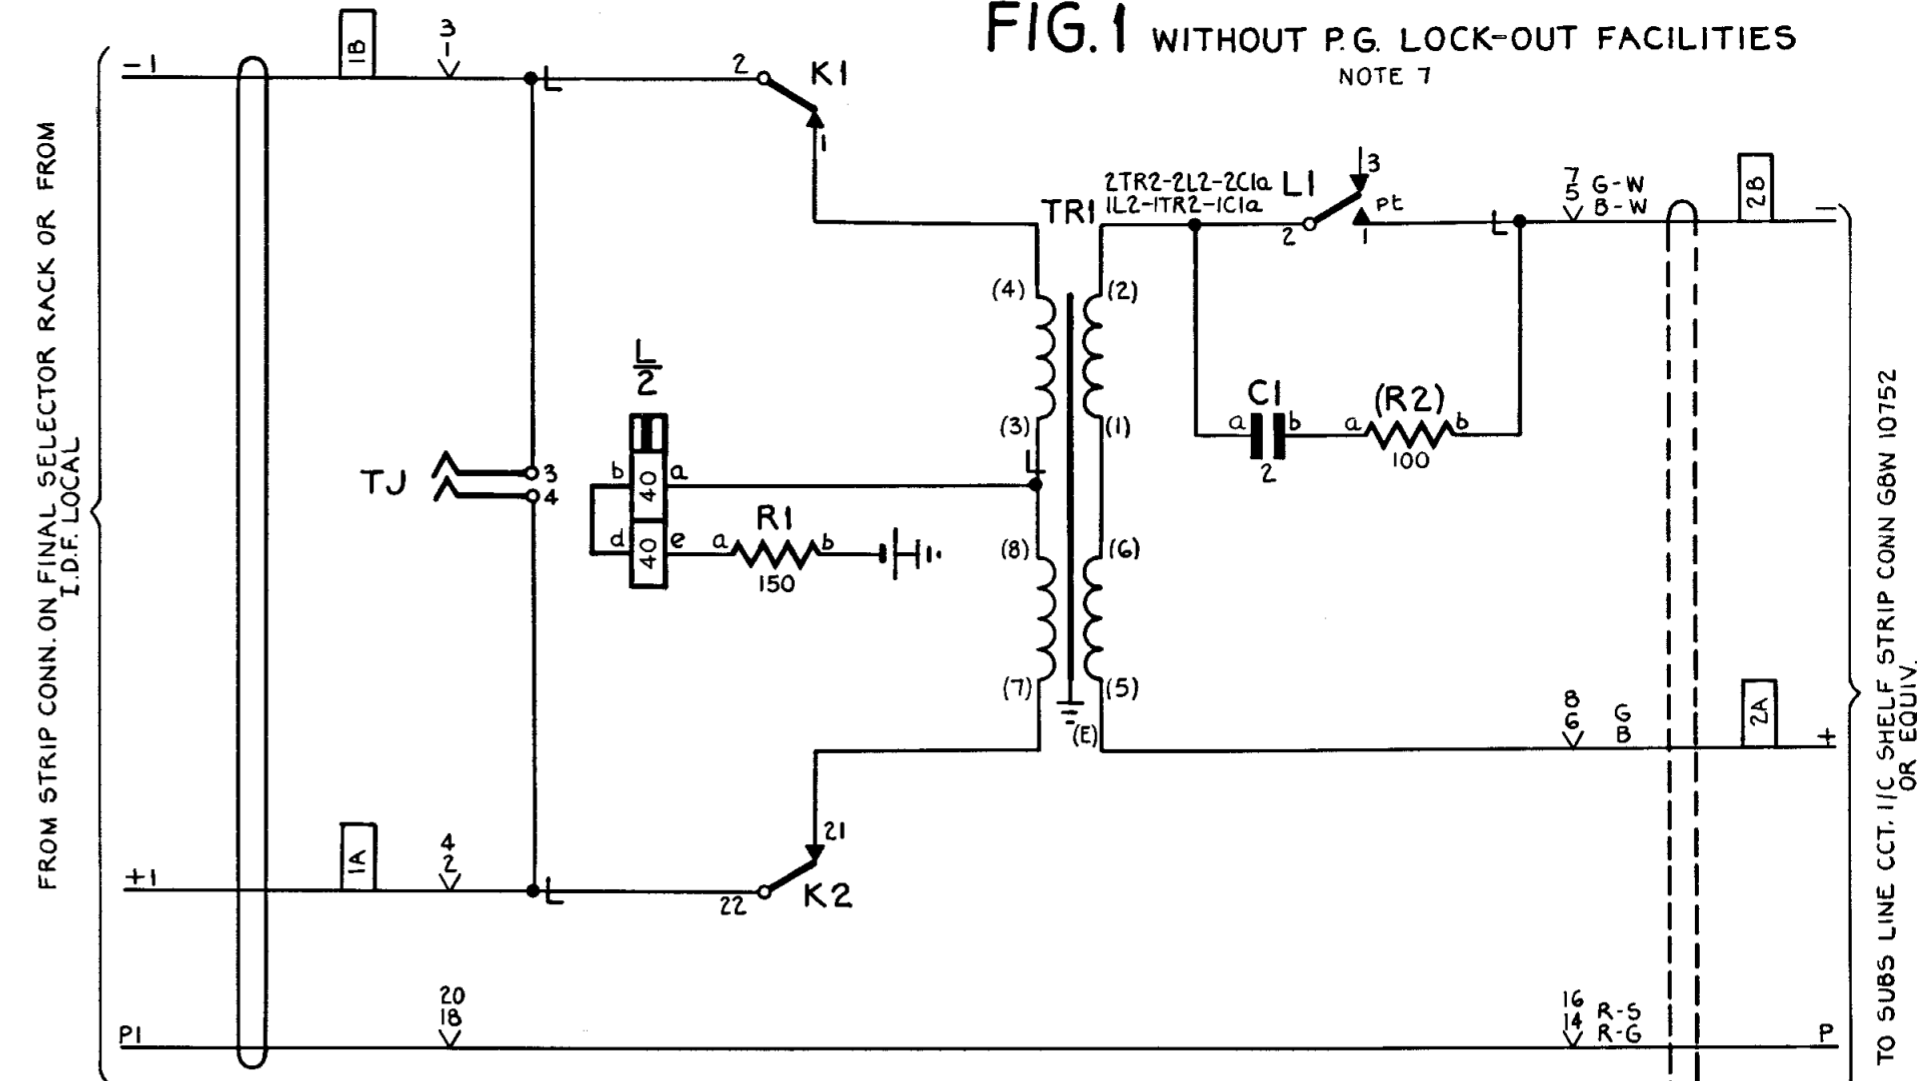 FIG.1 WITHOUT P.G. LOCK-OUT FACILITIES
NOTE 7
FROM STRIP CONN. ON FINAL SELECTOR RACK OR FROM
I.D.F. LOCAL
-1
1B
3
1
L
2
K1
1
TJ
3
4
L
2
b
40
a
d
40
e
a
R1
b
150
+1
1A
4
2
L
22
K2
21
P1
20
18
TR1
(4)
(2)
(3)
(1)
L
(8)
(6)
(7)
(5)
(E)
2TR2-2L2-2C1a
1L2-1TR2-1C1a
L1
3
Pt
2
1
L
C1
a
b
2
(R2)
a
b
100
7
5
G-W
B-W
2B
-
8
6
G
B
2A
+
16
14
R-S
R-G
P
TO SUBS LINE CCT. I/C SHELF STRIP CONN GBW 10752
OR EQUIV.